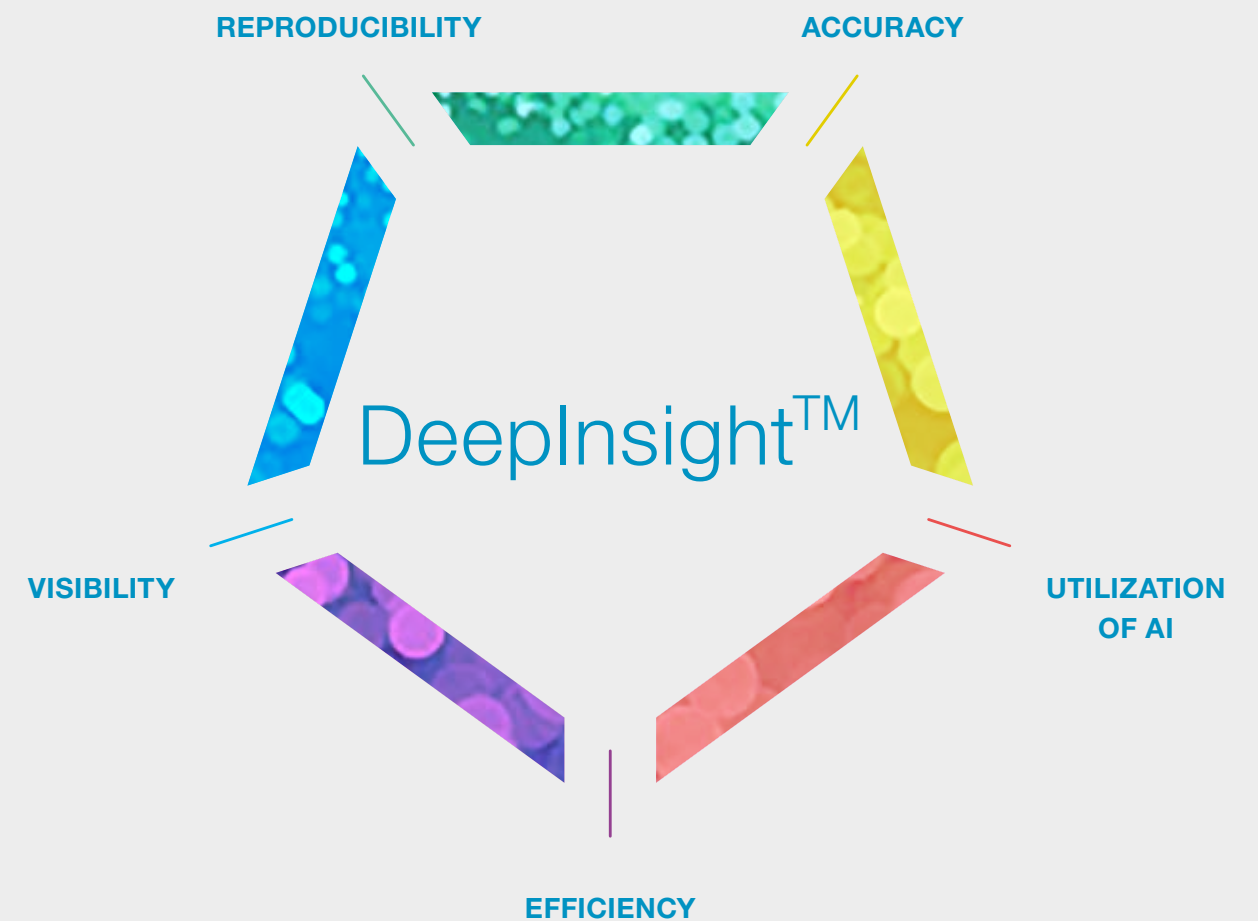 REPRODUCIBILITY
ACCURACY
DeepInsight™
VISIBILITY
UTILIZATION
OF AI
EFFICIENCY